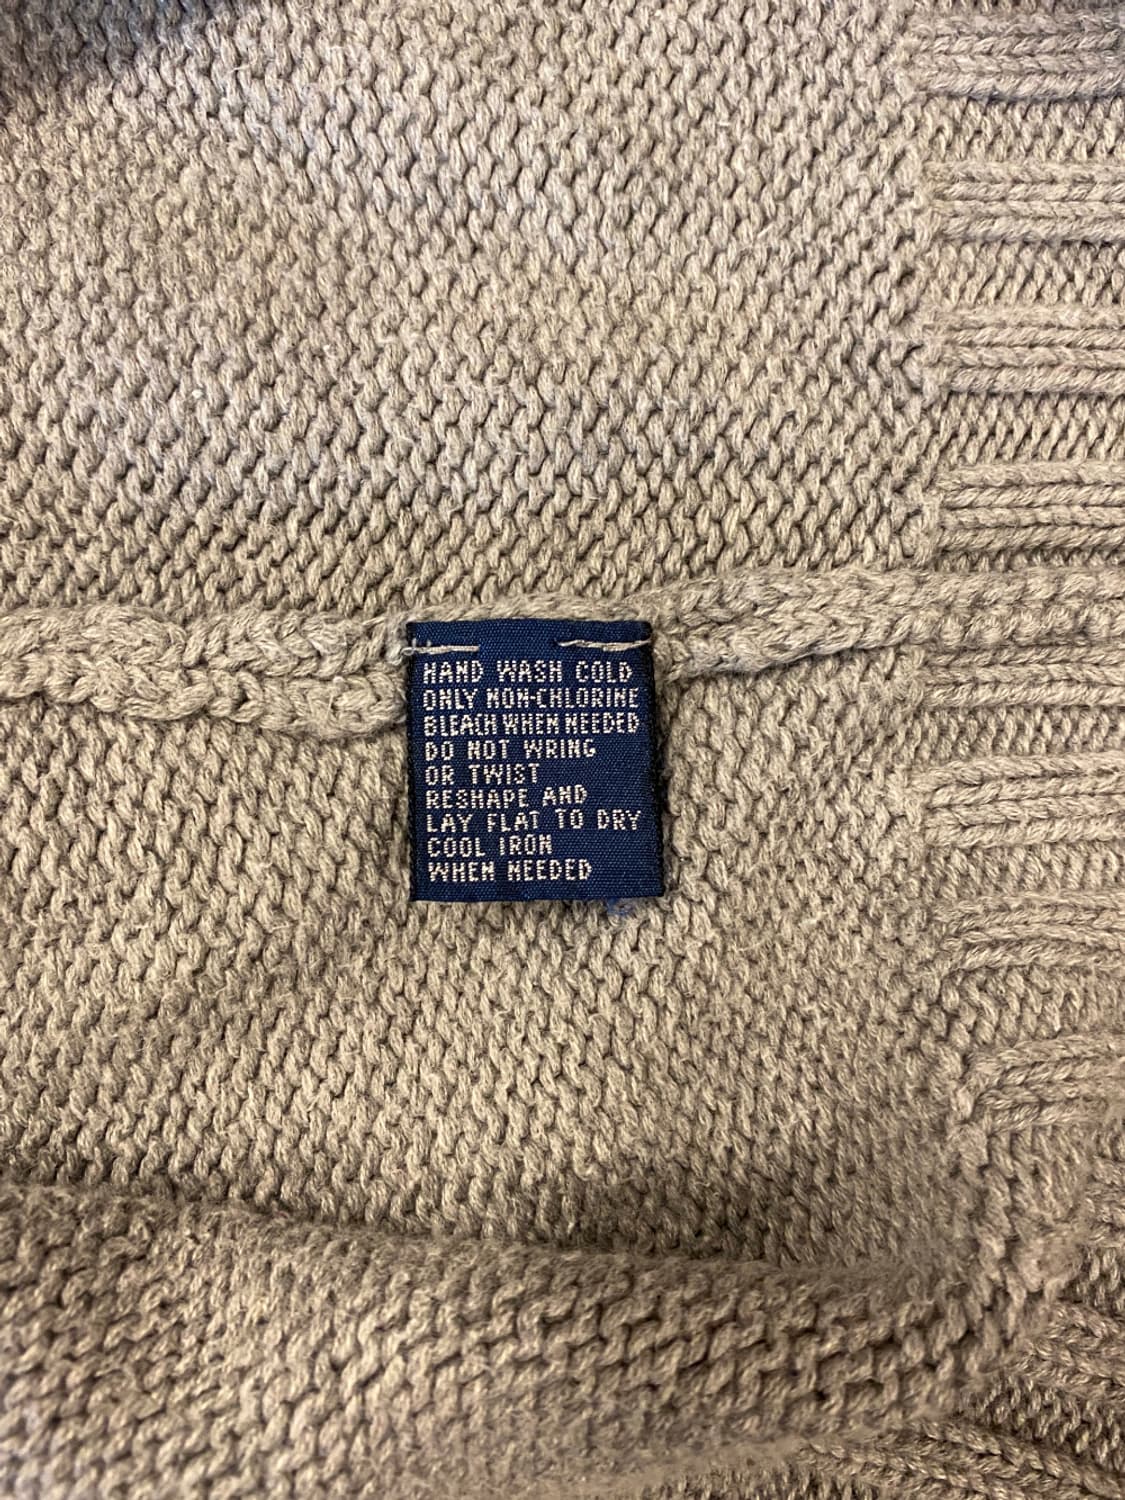 HAND WASH COLD
ONLY NON-CHLORINE
BLEACH WHEN NEEDED
DO NOT WRING
OR TWIST
RESHAPE AND
LAY FLAT TO DRY
COOL IRON
WHEN NEEDED